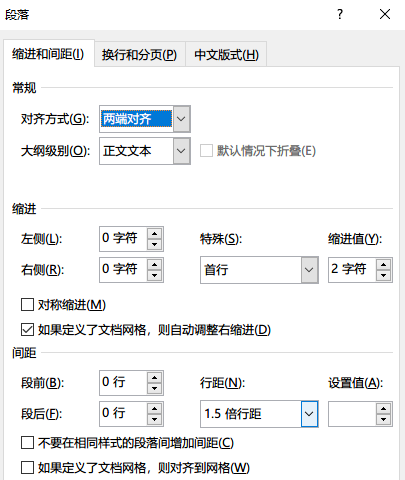 段落 ?
缩进和间距(I) 换行和分页(P) 中文版式(H)
常规
对齐方式(G): 两端对齐
大纲级别(O): 正文文本 默认情况下折叠(E)
缩进
左侧(L): 0 字符 特殊(S): 缩进值(Y):
右侧(R): 0 字符 首行 2 字符
对称缩进(M)
如果定义了文档网格，则自动调整右缩进(D)
间距
段前(B): 0 行 行距(N): 设置值(A):
段后(F): 0 行 1.5 倍行距
不要在相同样式的段落间增加间距(C)
如果定义了文档网格，则对齐到网格(W)